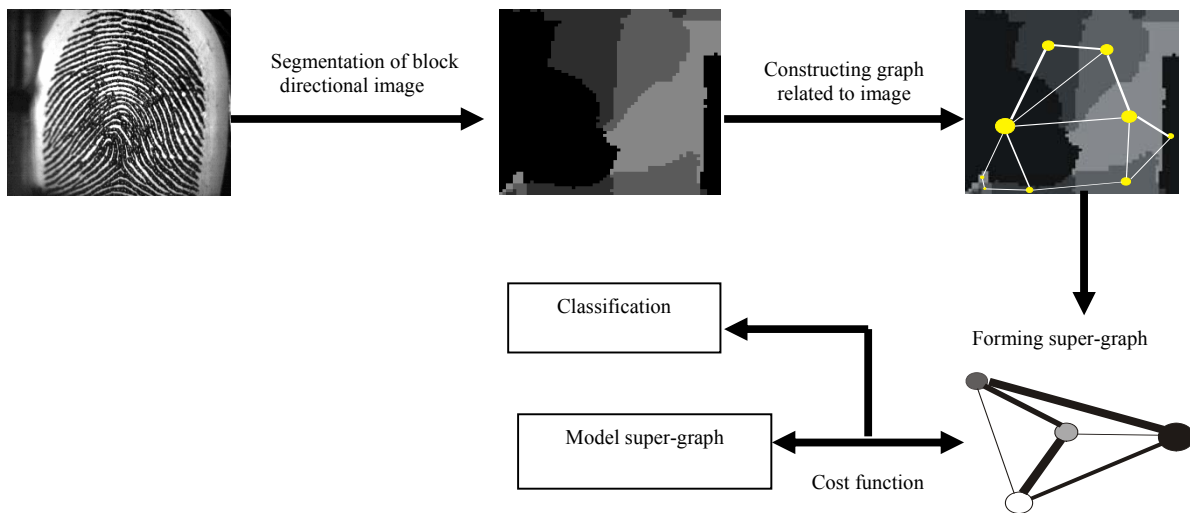 Segmentation of block
directional image
Constructing graph
related to image
Classification
Forming super-graph
Model super-graph
Cost function